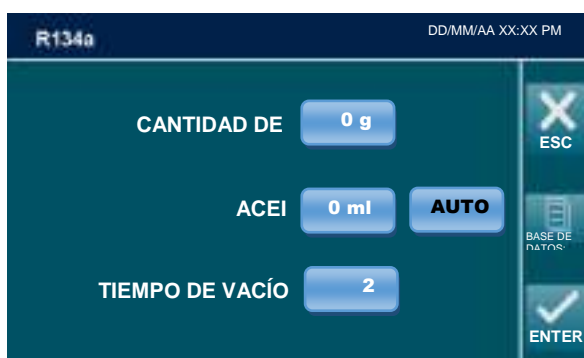 R134a
DD/MM/AA XX:XX PM
CANTIDAD DE 0 g
ESC
ACEI 0 ml AUTO
BASE DE
DATOS:
TIEMPO DE VACÍO 2
ENTER